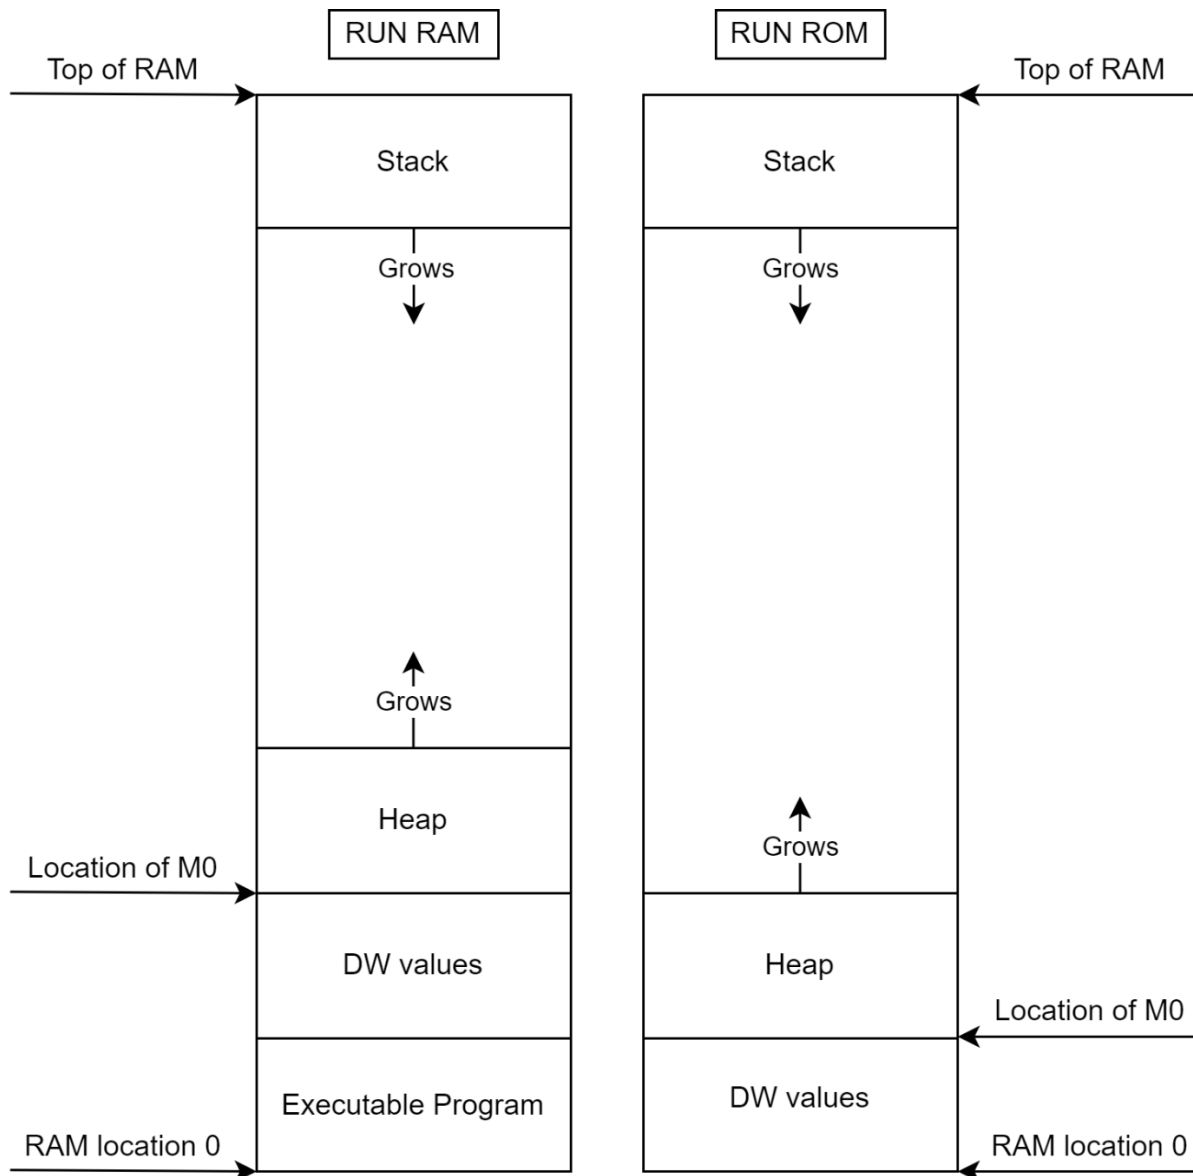 RUN RAM
Top of RAM
Stack
Grows
Grows
Heap
Location of M0
DW values
Executable Program
RAM location 0
RUN ROM
Top of RAM
Stack
Grows
Grows
Heap
Location of M0
DW values
RAM location 0